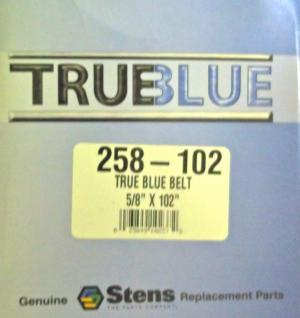 TRUEBLUE
258-102
TRUE BLUE BELT
5/8" X 102"
Genuine Stens Replacement Parts
THE PARTS COMPANY